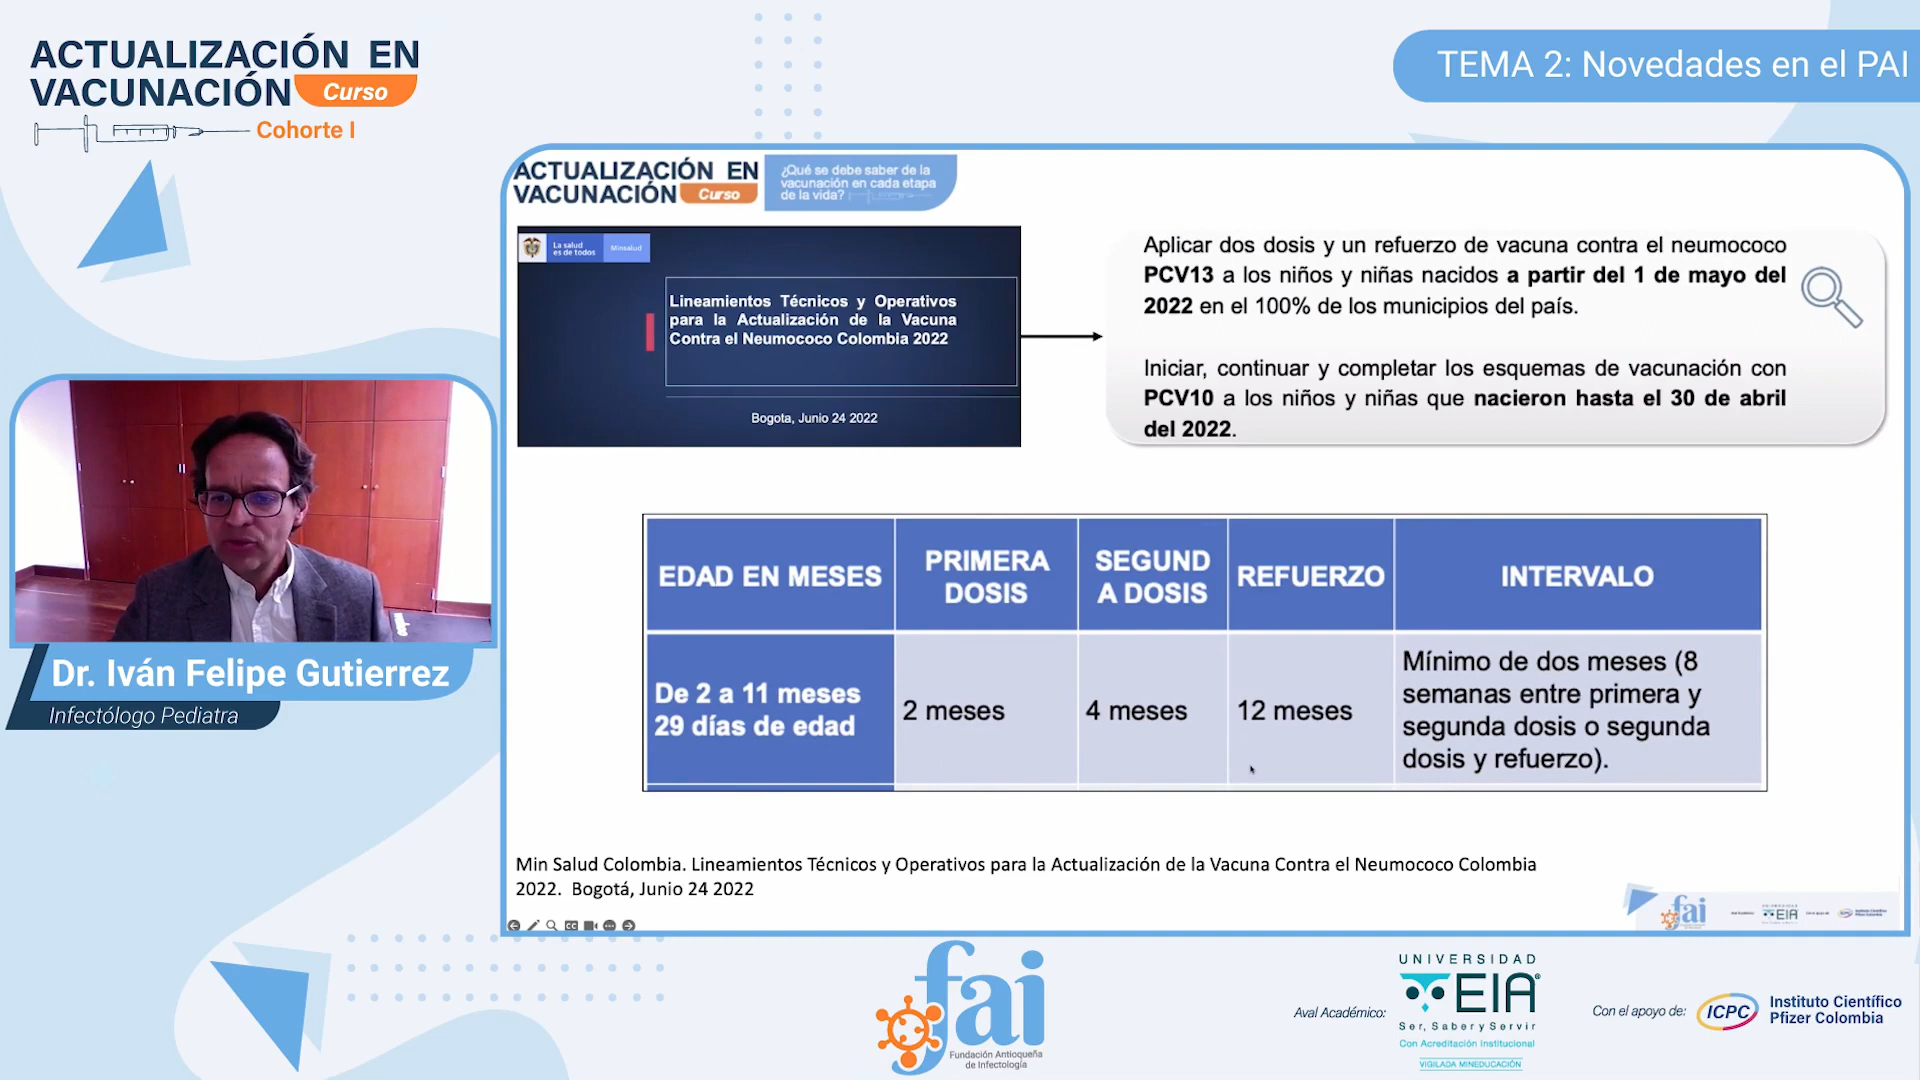 ACTUALIZACIÓN EN
VACUNACIÓN Curso
Cohorte I
TEMA 2: Novedades en el PAI
ACTUALIZACIÓN EN
VACUNACIÓN Curso
¿Qué se debe saber de la
vacunación en cada etapa
de la vida?
La salud
es de todos
Minsalud
Lineamientos Técnicos y Operativos
para la Actualización de la Vacuna
Contra el Neumococo Colombia 2022
Bogota, Junio 24 2022
Aplicar dos dosis y un refuerzo de vacuna contra el neumococo
PCV13 a los niños y niñas nacidos a partir del 1 de mayo del
2022 en el 100% de los municipios del país.
Iniciar, continuar y completar los esquemas de vacunación con
PCV10 a los niños y niñas que nacieron hasta el 30 de abril
del 2022.
EDAD EN MESES
PRIMERA
DOSIS
SEGUND
A DOSIS
REFUERZO
INTERVALO
De 2 a 11 meses
29 días de edad
2 meses
4 meses
12 meses
Mínimo de dos meses (8
semanas entre primera y
segunda dosis o segunda
dosis y refuerzo).
Min Salud Colombia. Lineamientos Técnicos y Operativos para la Actualización de la Vacuna Contra el Neumococo Colombia
2022. Bogotá, Junio 24 2022
fai
EIA
Dr. Iván Felipe Gutierrez
Infectólogo Pediatra
fai
Fundación Antioqueña
de Infectología
Aval Académico:
UNIVERSIDAD
EIA
Ser, Saber y Servir
Con Acreditación Institucional
VIGILADA MINEDUCACIÓN
Con el apoyo de:
ICPC
Instituto Científico
Pfizer Colombia